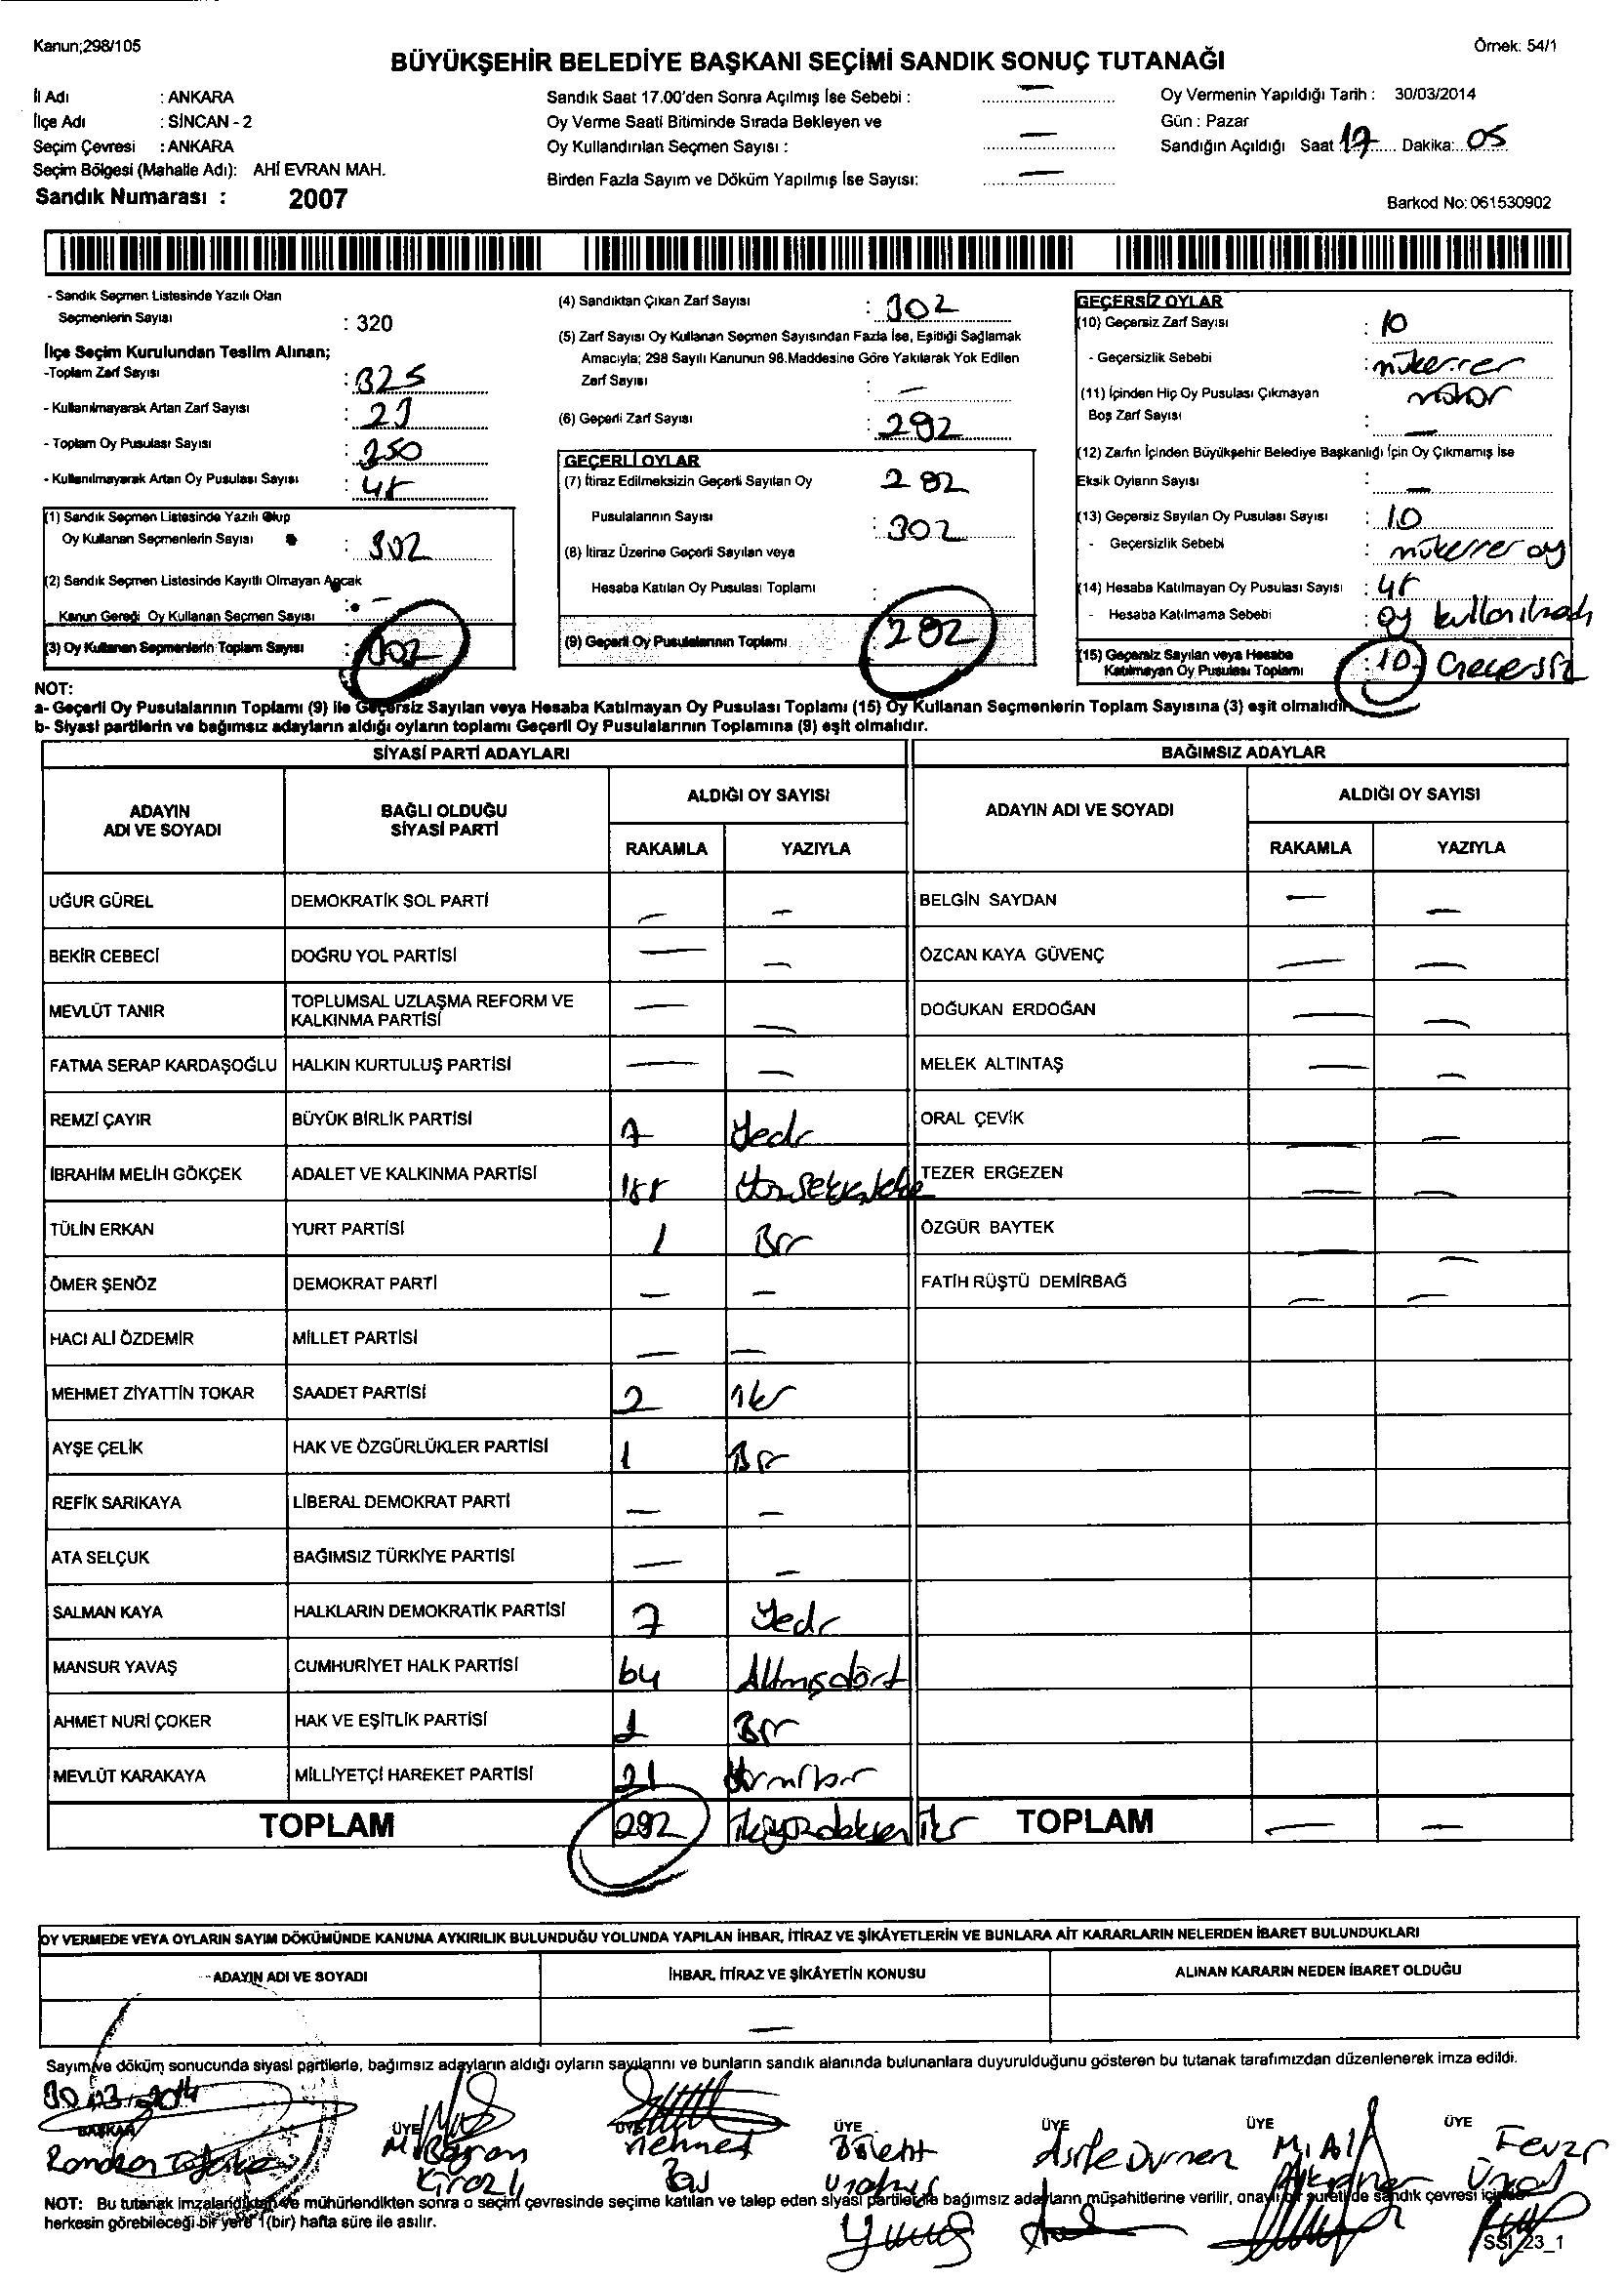 Kanun;298/105
Örnek: 54/1
BÜYÜKŞEHİR BELEDİYE BAŞKANI SEÇİMİ SANDIK SONUÇ TUTANAĞI
İl Adı : ANKARA
İlçe Adı : SİNCAN - 2
Seçim Çevresi : ANKARA
Seçim Bölgesi (Mahalle Adı): AHİ EVRAN MAH.
Sandık Numarası : 2007
Sandık Saat 17.00'den Sonra Açılmış İse Sebebi : —
Oy Verme Saati Bitiminde Sırada Bekleyen ve
Oy Kullandırılan Seçmen Sayısı : —
Birden Fazla Sayım ve Döküm Yapılmış İse Sayısı: —
Oy Vermenin Yapıldığı Tarih : 30/03/2014
Gün : Pazar
Sandığın Açıldığı Saat 17 Dakika: 05
Barkod No: 061530902
- Sandık Seçmen Listesinde Yazılı Olan
Seçmenlerin Sayısı : 320
İlçe Seçim Kurulundan Teslim Alınan;
-Toplam Zarf Sayısı : 325
- Kullanılmayarak Artan Zarf Sayısı :
- Toplam Oy Pusulası Sayısı : 350
- Kullanılmayarak Artan Oy Pusulası Sayısı : 48
(1) Sandık Seçmen Listesinde Yazılı Olup
Oy Kullanan Seçmenlerin Sayısı : 302
(2) Sandık Seçmen Listesinde Kayıtlı Olmayan Ancak
Kanun Gereği Oy Kullanan Seçmen Sayısı : —
(3) Oy Kullanan Seçmenlerin Toplam Sayısı : 302
(4) Sandıktan Çıkan Zarf Sayısı : 302
(5) Zarf Sayısı Oy Kullanan Seçmen Sayısından Fazla İse, Eşitliği Sağlamak
Amacıyla; 298 Sayılı Kanunun 98.Maddesine Göre Yakılarak Yok Edilen
Zarf Sayısı : —
(6) Geçerli Zarf Sayısı : 292
GEÇERLİ OYLAR
(7) İtiraz Edilmeksizin Geçerli Sayılan Oy 292
Pusulalarının Sayısı : 302
(8) İtiraz Üzerine Geçerli Sayılan veya
Hesaba Katılan Oy Pusulası Toplamı :
(9) Geçerli Oy Pusulalarının Toplamı : 292
GEÇERSİZ OYLAR
(10) Geçersiz Zarf Sayısı : 10
- Geçersizlik Sebebi : mükerrer
(11) İçinden Hiç Oy Pusulası Çıkmayan
Boş Zarf Sayısı : —
(12) Zarfın İçinden Büyükşehir Belediye Başkanlığı İçin Oy Çıkmamış İse
Eksik Oyların Sayısı : —
(13) Geçersiz Sayılan Oy Pusulası Sayısı : 10
- Geçersizlik Sebebi : mükerrer oy
(14) Hesaba Katılmayan Oy Pusulası Sayısı : 48
- Hesaba Katılmama Sebebi : oy
(15) Geçersiz Sayılan veya Hesaba
Katılmayan Oy Pusulası Toplamı : 10 Geçersiz
NOT:
a- Geçerli Oy Pusulalarının Toplamı (9) ile Geçersiz Sayılan veya Hesaba Katılmayan Oy Pusulası Toplamı (15) Oy Kullanan Seçmenlerin Toplam Sayısına (3) eşit olmalıdır.
b- Siyasi partilerin ve bağımsız adayların aldığı oyların toplamı Geçerli Oy Pusulalarının Toplamına (9) eşit olmalıdır.
SİYASİ PARTİ ADAYLARI
ADAYIN ADI VE SOYADI
BAĞLI OLDUĞU SİYASİ PARTİ
ALDIĞI OY SAYISI
RAKAMLA YAZIYLA
UĞUR GÜREL DEMOKRATİK SOL PARTİ — —
BEKİR CEBECİ DOĞRU YOL PARTİSİ — —
MEVLÜT TANIR TOPLUMSAL UZLAŞMA REFORM VE KALKINMA PARTİSİ — —
FATMA SERAP KARDAŞOĞLU HALKIN KURTULUŞ PARTİSİ — —
REMZİ ÇAYIR BÜYÜK BİRLİK PARTİSİ 7 Yedi
İBRAHİM MELİH GÖKÇEK ADALET VE KALKINMA PARTİSİ 188
TÜLİN ERKAN YURT PARTİSİ 1 Bir
ÖMER ŞENÖZ DEMOKRAT PARTİ — —
HACI ALİ ÖZDEMİR MİLLET PARTİSİ — —
MEHMET ZİYATTİN TOKAR SAADET PARTİSİ 2 iki
AYŞE ÇELİK HAK VE ÖZGÜRLÜKLER PARTİSİ 1 Bir
REFİK SARIKAYA LİBERAL DEMOKRAT PARTİ — —
ATA SELÇUK BAĞIMSIZ TÜRKİYE PARTİSİ — —
SALMAN KAYA HALKLARIN DEMOKRATİK PARTİSİ 7 Yedi
MANSUR YAVAŞ CUMHURİYET HALK PARTİSİ 64 Altmışdört
AHMET NURİ ÇOKER HAK VE EŞİTLİK PARTİSİ 1 Bir
MEVLÜT KARAKAYA MİLLİYETÇİ HAREKET PARTİSİ 21 Yirmibir
TOPLAM 292
BAĞIMSIZ ADAYLAR
ADAYIN ADI VE SOYADI
ALDIĞI OY SAYISI
RAKAMLA YAZIYLA
BELGİN SAYDAN — —
ÖZCAN KAYA GÜVENÇ — —
DOĞUKAN ERDOĞAN — —
MELEK ALTINTAŞ — —
ORAL ÇEVİK — —
TEZER ERGEZEN — —
ÖZGÜR BAYTEK — —
FATİH RÜŞTÜ DEMİRBAĞ — —
TOPLAM — —
OY VERMEDE VEYA OYLARIN SAYIM DÖKÜMÜNDE KANUNA AYKIRILIK BULUNDUĞU YOLUNDA YAPILAN İHBAR, İTİRAZ VE ŞİKÂYETLERİN VE BUNLARA AİT KARARLARIN NELERDEN İBARET BULUNDUKLARI
ADAYIN ADI VE SOYADI
İHBAR, İTİRAZ VE ŞİKÂYETİN KONUSU
ALINAN KARARIN NEDEN İBARET OLDUĞU
—
Sayım ve döküm sonucunda siyasi partilerle, bağımsız adayların aldığı oyların sayılarını ve bunların sandık alanında bulunanlara duyurulduğunu gösteren bu tutanak tarafımızdan düzenlenerek imza edildi.
30.03.2014
BAŞKAN ÜYE ÜYE ÜYE ÜYE ÜYE ÜYE
Mehmet Bülent M. Ali Fevzi
NOT: Bu tutanak imzalandıktan ve mühürlendikten sonra o seçim çevresinde seçime katılan ve talep eden siyasi partiler ile bağımsız adayların müşahitlerine verilir, onaylı bir sureti de sandık çevresi içinde
herkesin görebileceği bir yere 1(bir) hafta süre ile asılır.
SSI_23_1